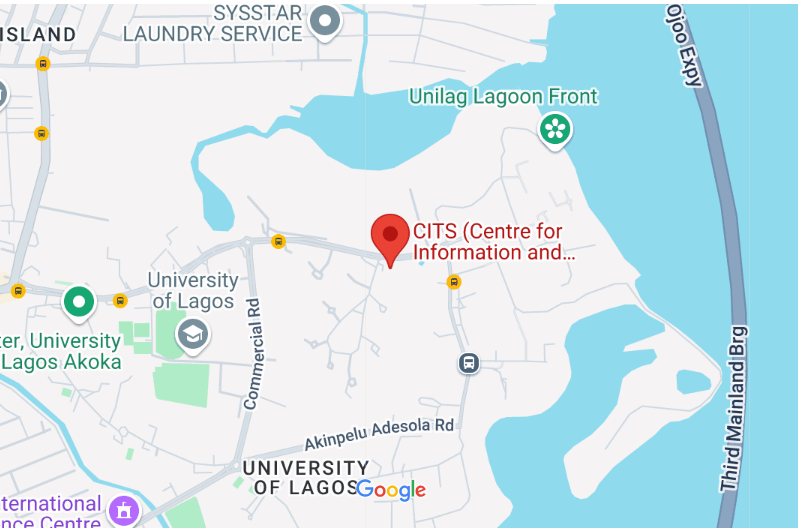 SYSSTAR
LAUNDRY SERVICE
ISLAND
Ojoo Expy
Unilag Lagoon Front
CITS (Centre for
Information and...
University
of Lagos
ter, University
Lagos Akoka
Commercial Rd
Third Mainland Brg
Akinpelu Adesola Rd
UNIVERSITY
OF LAGOS
Google
ternational
nce Centre